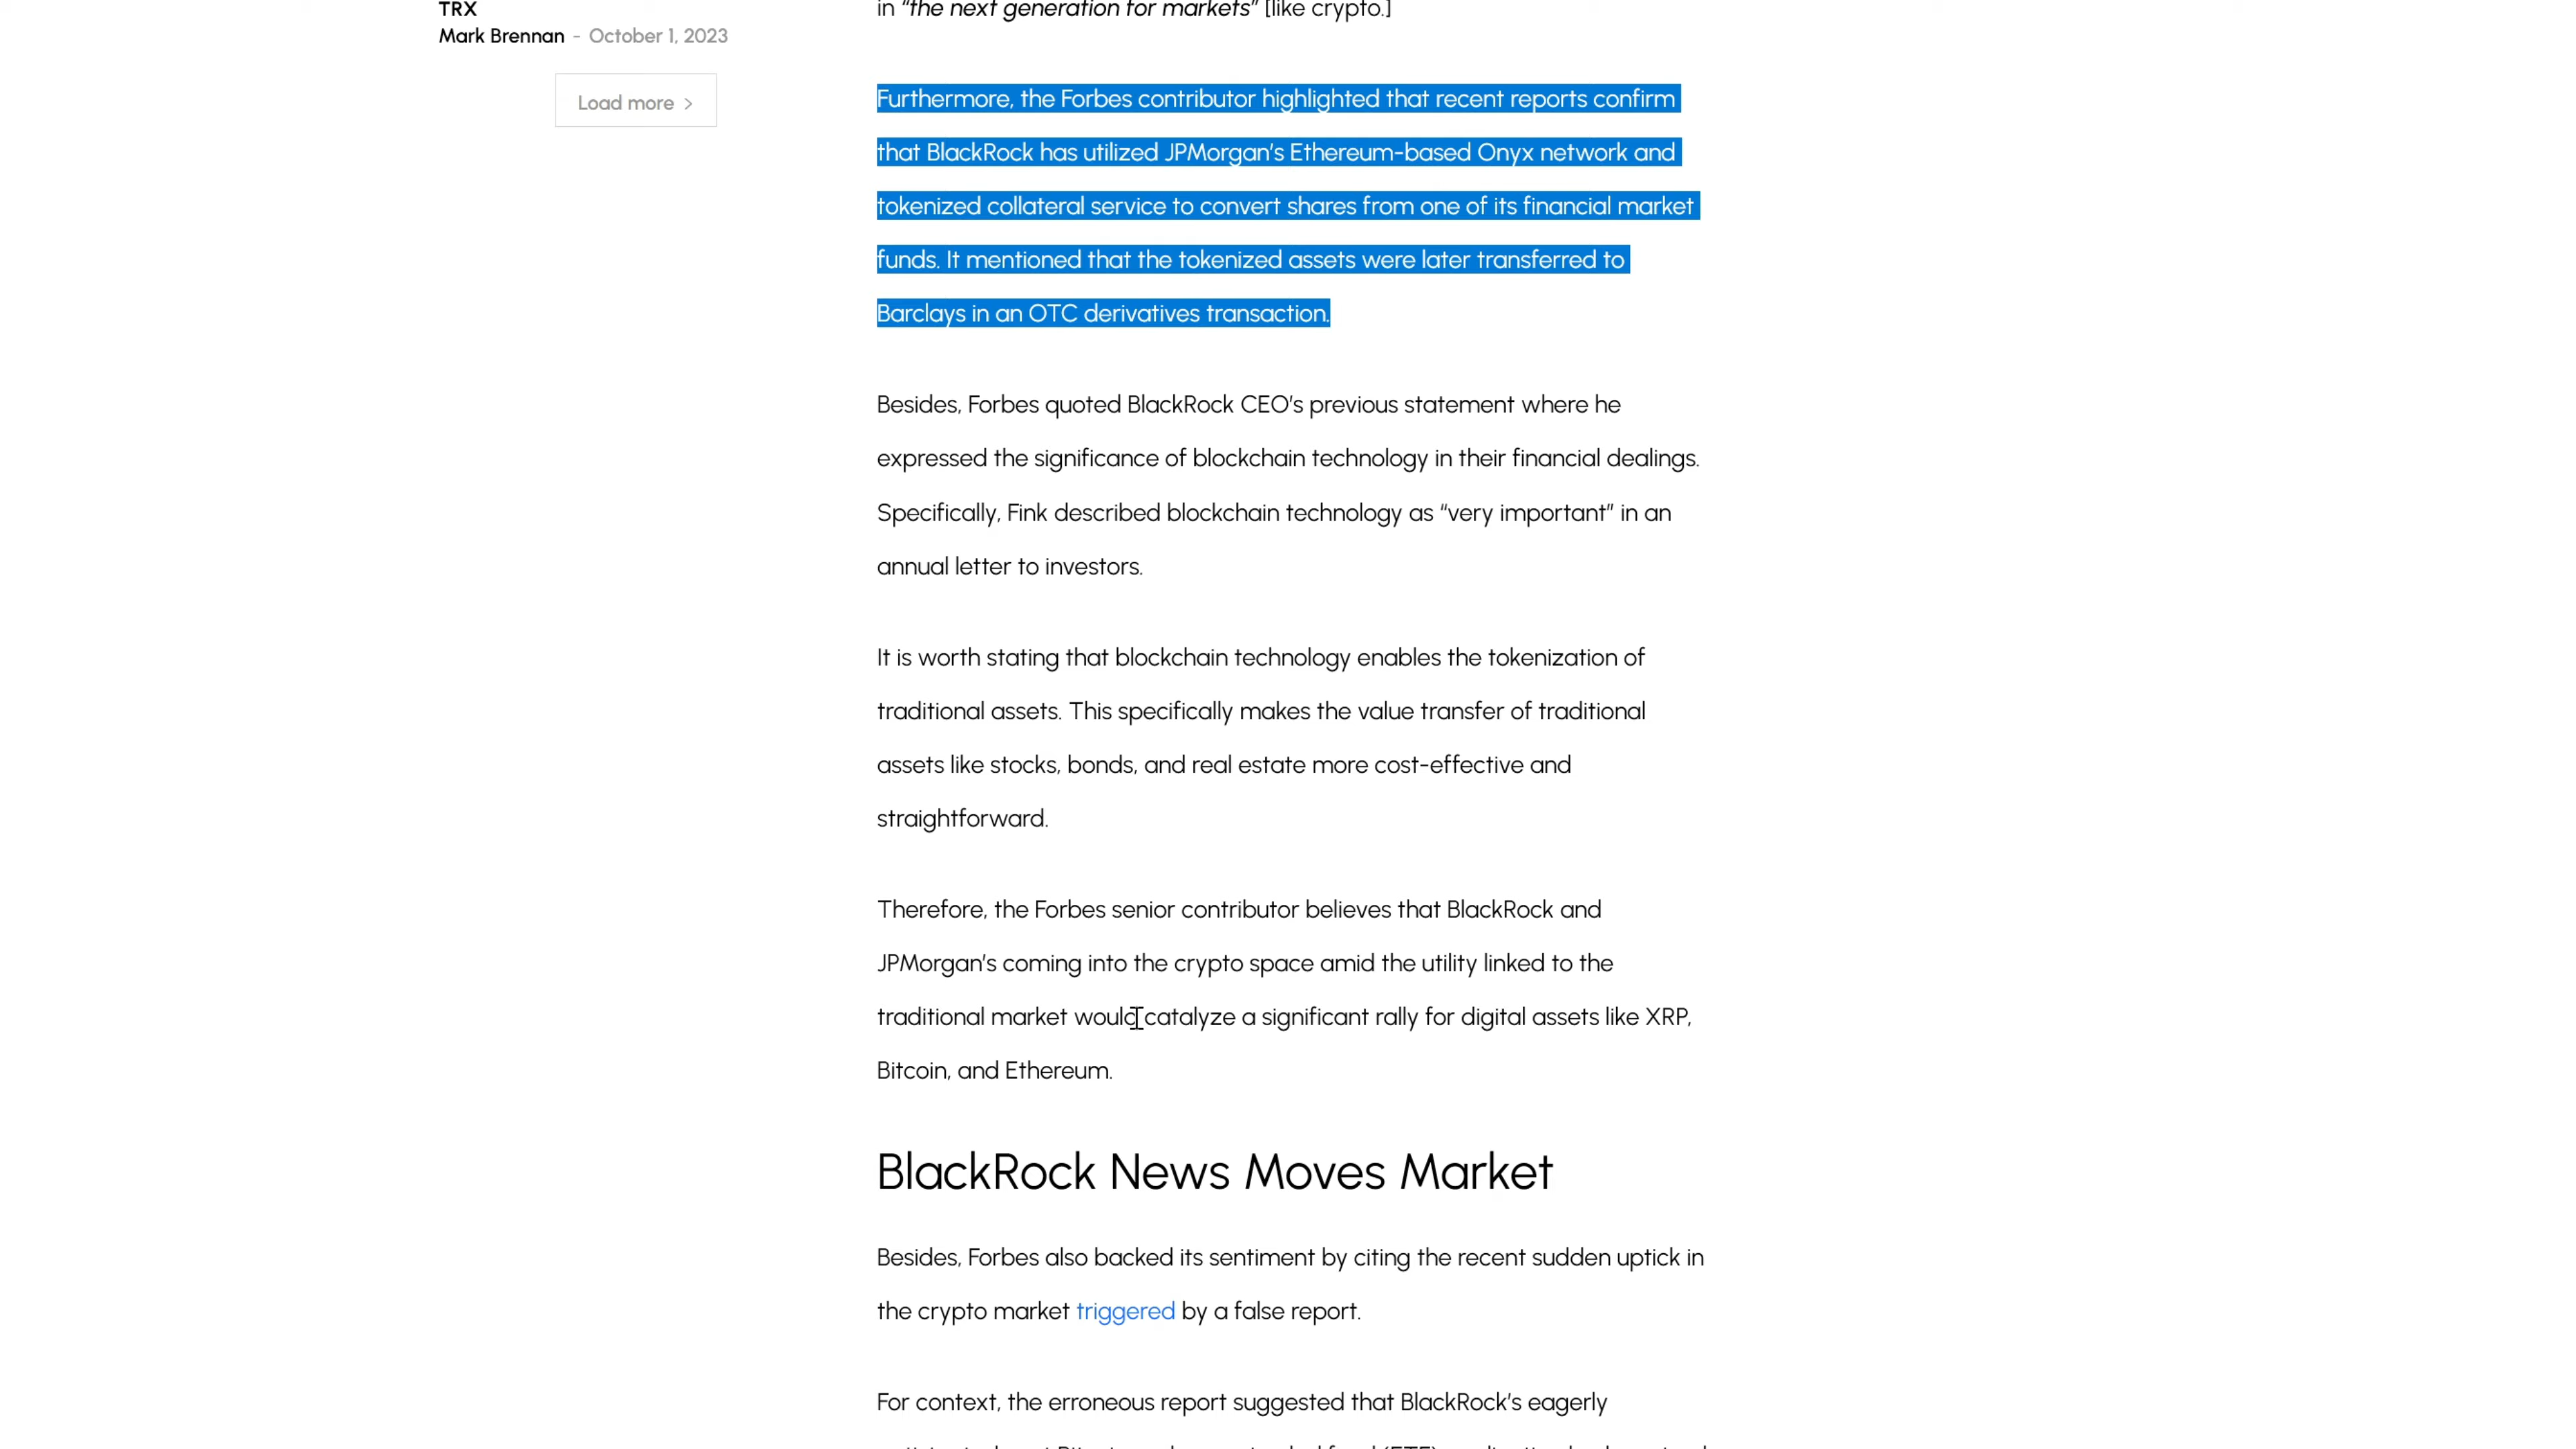 TRX
Mark Brennan - October 1, 2023
Load more >
in “the next generation for markets” [like crypto.]
Furthermore, the Forbes contributor highlighted that recent reports confirm
that BlackRock has utilized JPMorgan’s Ethereum-based Onyx network and
tokenized collateral service to convert shares from one of its financial market
funds. It mentioned that the tokenized assets were later transferred to
Barclays in an OTC derivatives transaction.
Besides, Forbes quoted BlackRock CEO’s previous statement where he
expressed the significance of blockchain technology in their financial dealings.
Specifically, Fink described blockchain technology as “very important” in an
annual letter to investors.
It is worth stating that blockchain technology enables the tokenization of
traditional assets. This specifically makes the value transfer of traditional
assets like stocks, bonds, and real estate more cost-effective and
straightforward.
Therefore, the Forbes senior contributor believes that BlackRock and
JPMorgan’s coming into the crypto space amid the utility linked to the
traditional market would catalyze a significant rally for digital assets like XRP,
Bitcoin, and Ethereum.
BlackRock News Moves Market
Besides, Forbes also backed its sentiment by citing the recent sudden uptick in
the crypto market triggered by a false report.
For context, the erroneous report suggested that BlackRock’s eagerly